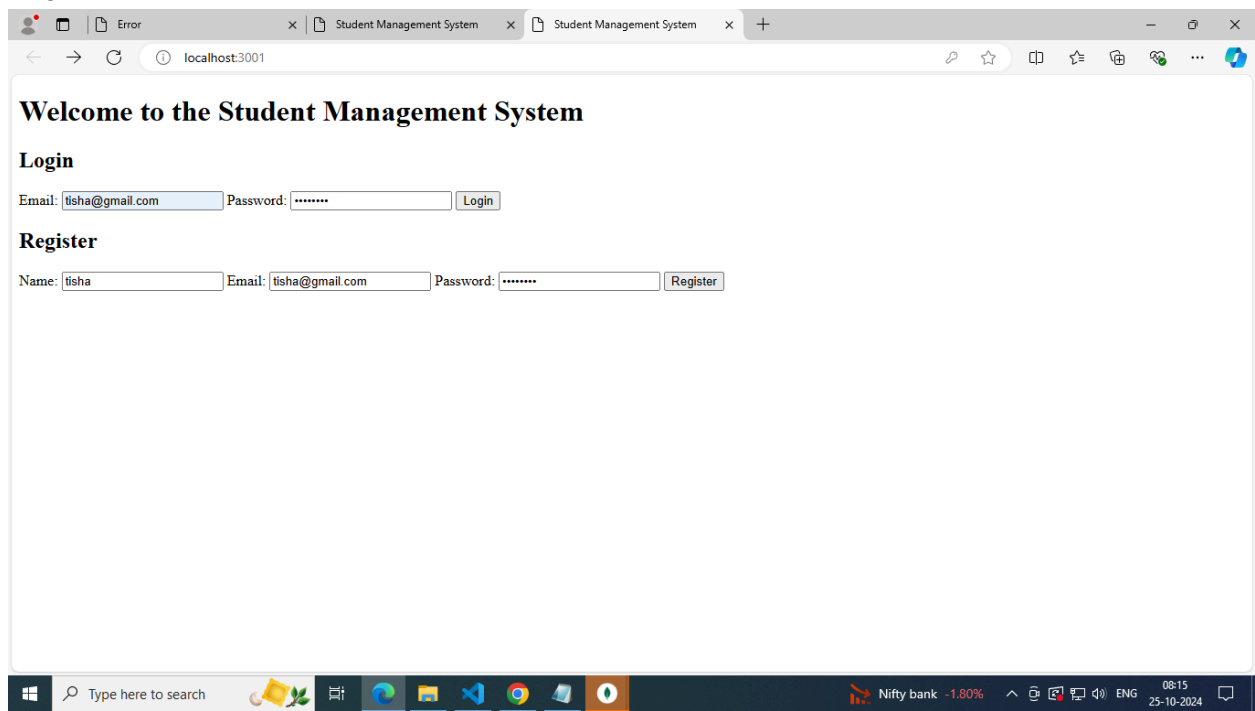 Error
Student Management System
Student Management System
localhost:3001
Welcome to the Student Management System
Login
Email: tisha@gmail.com Password: •••••••• Login
Register
Name: tisha Email: tisha@gmail.com Password: •••••••• Register
Type here to search
Nifty bank -1.80%
ENG
08:15
25-10-2024